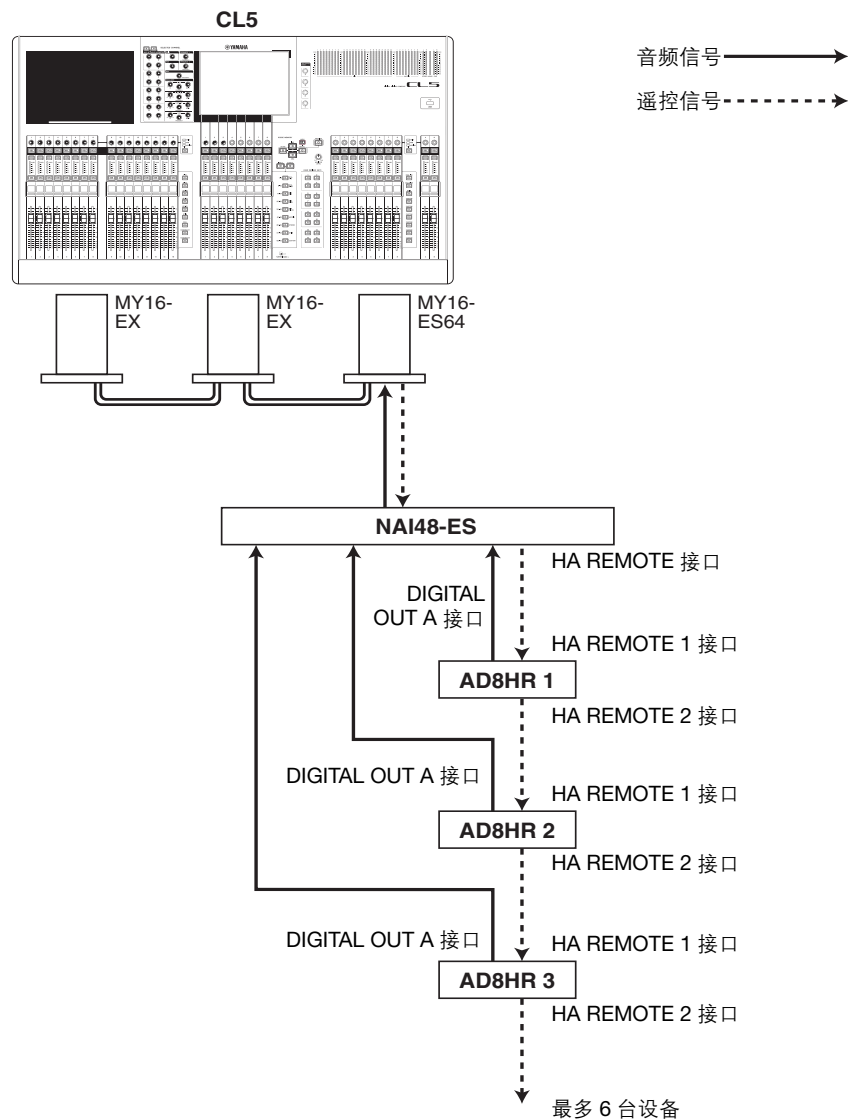 CL5
音频信号
遥控信号
YAMAHA
CL5
MY16-
EX
MY16-
EX
MY16-
ES64
NAI48-ES
HA REMOTE 接口
DIGITAL
OUT A 接口
HA REMOTE 1 接口
AD8HR 1
HA REMOTE 2 接口
DIGITAL OUT A 接口
HA REMOTE 1 接口
AD8HR 2
HA REMOTE 2 接口
DIGITAL OUT A 接口
HA REMOTE 1 接口
AD8HR 3
HA REMOTE 2 接口
最多 6 台设备